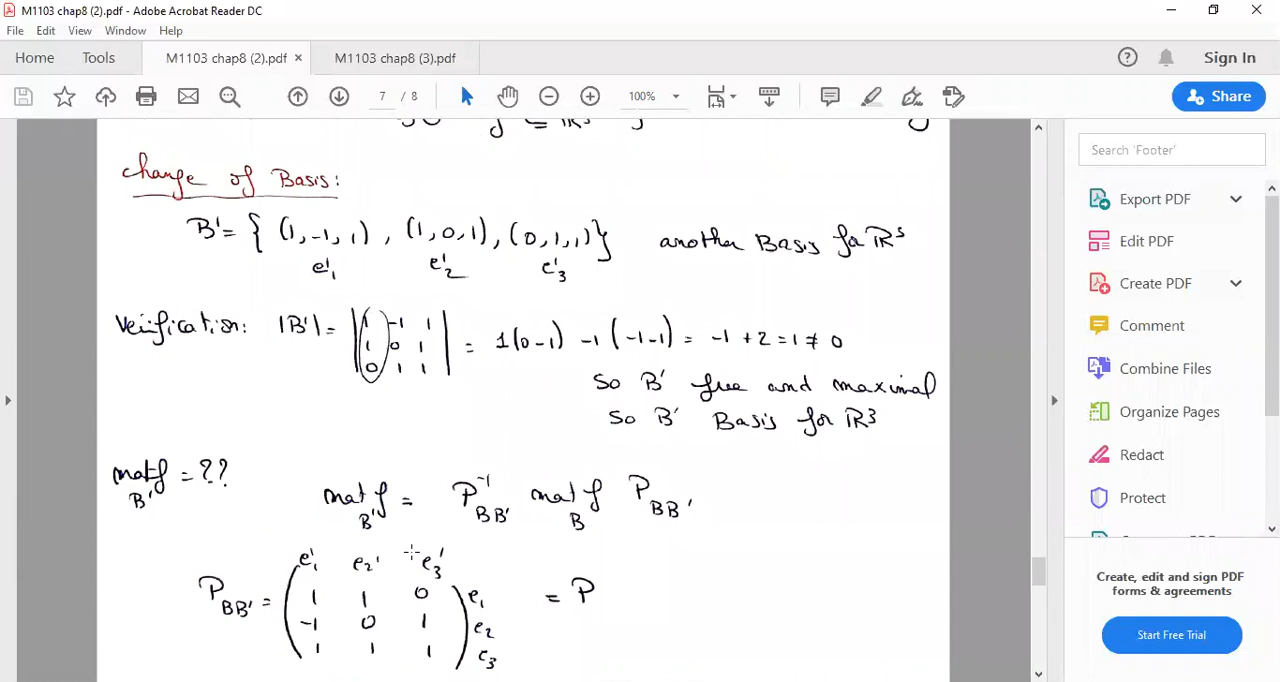 M1103 chap8 (2).pdf - Adobe Acrobat Reader DC
File Edit View Window Help
Home Tools M1103 chap8 (2).pdf × M1103 chap8 (3).pdf Sign In
7 / 8 100% Share
change of Basis:
B' = { (1,-1,1) , (1,0,1), (0,1,1)} another Basis for ℝ³
e'₁ e'₂ e'₃
Verification: |B'| = | 1 -1 1 | = 1(0-1) -1(-1-1) = -1 +2 = 1 ≠ 0
| 1 0 1 |
| 0 1 1 |
So B' free and maximal
So B' Basis for ℝ³
mat f = ?? 
B'
mat f = P⁻¹ mat f P
B' BB' B BB'
e'₁ e₂' e₃'
P BB' = ( 1 1 0 ) e₁ = P
( -1 0 1 ) e₂
( 1 1 1 ) e₃
Search 'Footer'
Export PDF
Edit PDF
Create PDF
Comment
Combine Files
Organize Pages
Redact
Protect
Create, edit and sign PDF
forms & agreements
Start Free Trial